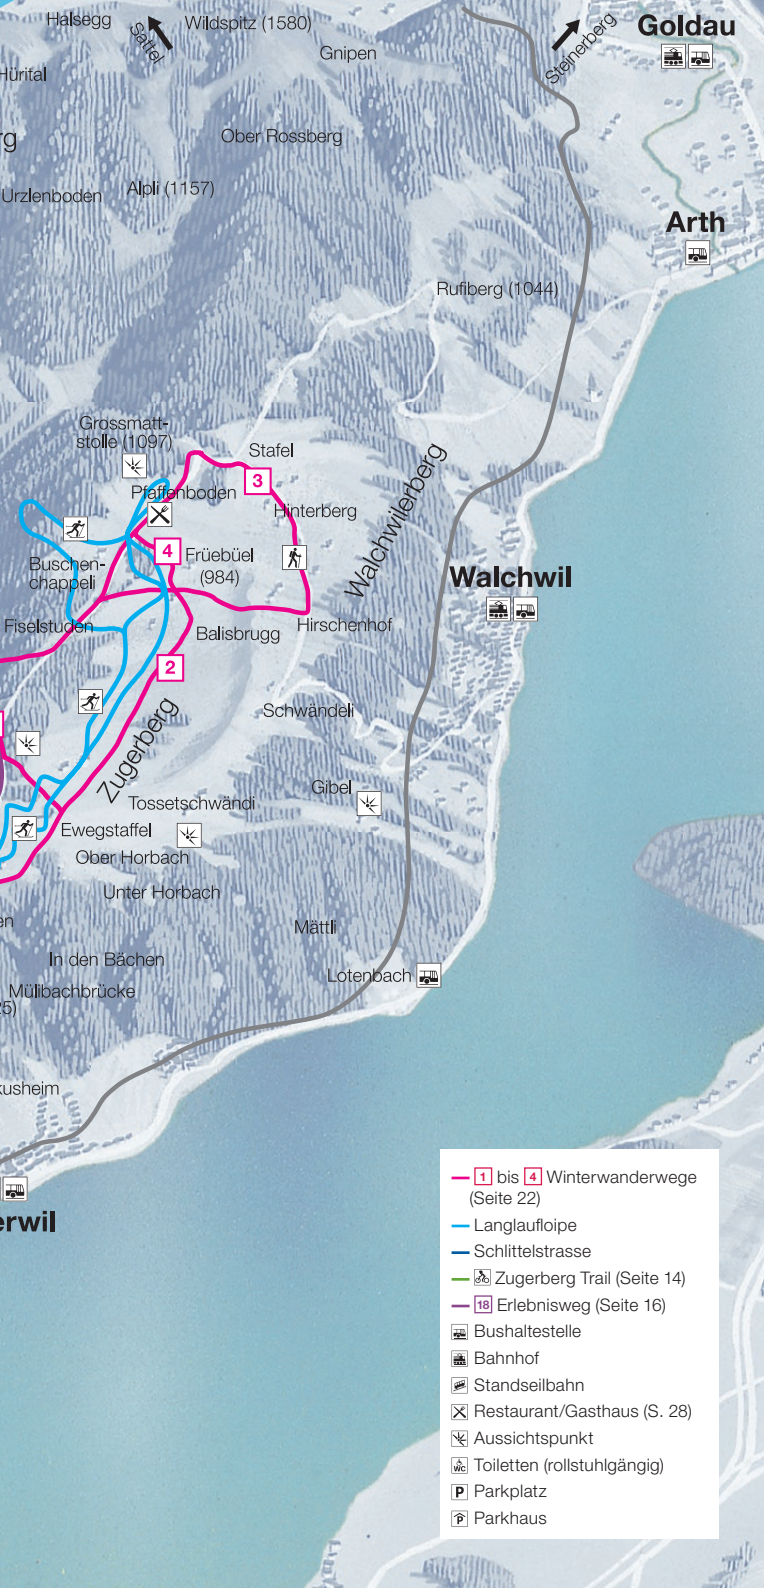 Halsegg
Sattel
Wildspitz (1580)
Gnipen
Steinerberg
Goldau
Hürital
rg
Ober Rossberg
Urzlenboden
Alpli (1157)
Arth
Rufiberg (1044)
Grossmatt-
stolle (1097)
Stafel
3
Pfaffenboden
Hinterberg
Walchwilerberg
4
Früebüel
(984)
Buschen-
chappeli
Walchwil
Fiselstuden
Balisbrugg
Hirschenhof
2
Zugerberg
Schwändeli
Gibel
Tossetschwändi
Ewegstaffel
Ober Horbach
Unter Horbach
en
Mättli
In den Bächen
Lotenbach
Mülibachbrücke
25)
kusheim
erwil
1 bis 4 Winterwanderwege
(Seite 22)
Langlaufloipe
Schlittelstrasse
Zugerberg Trail (Seite 14)
18 Erlebnisweg (Seite 16)
Bushaltestelle
Bahnhof
Standseilbahn
Restaurant/Gasthaus (S. 28)
Aussichtspunkt
WC Toiletten (rollstuhlgängig)
P Parkplatz
P Parkhaus